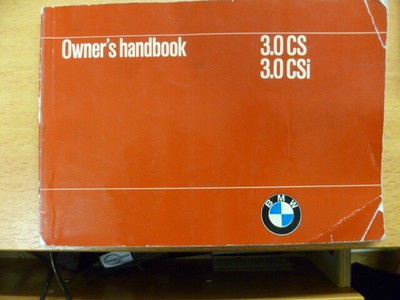 Owner's handbook
3.0 CS
3.0 CSi
BMW